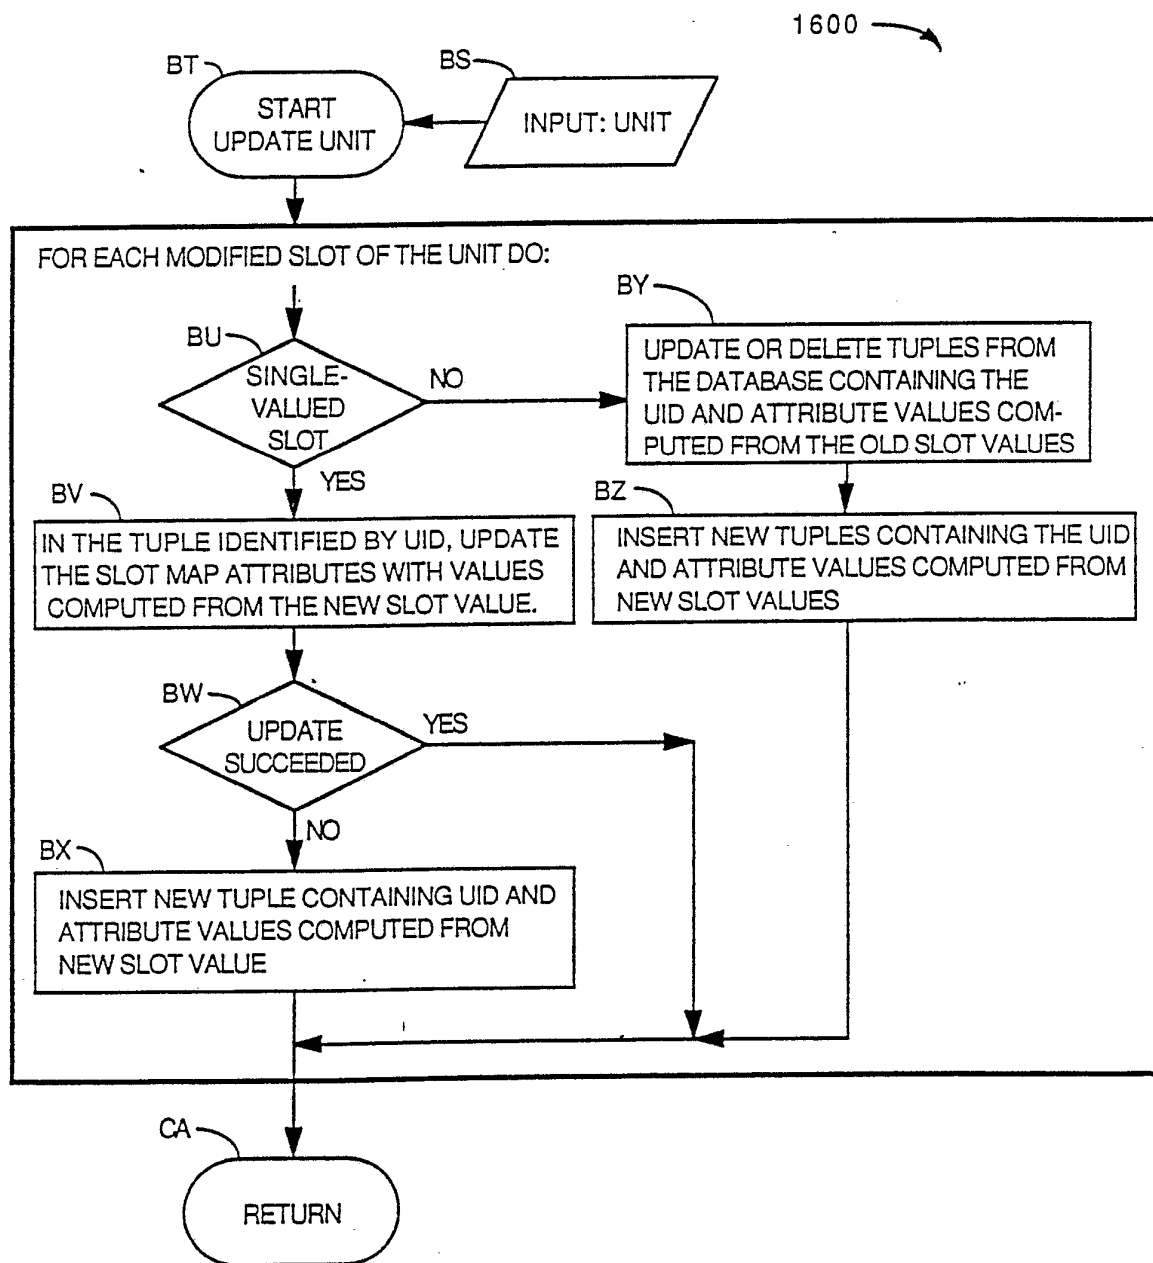 1600
BT
START
UPDATE UNIT
BS
INPUT: UNIT
FOR EACH MODIFIED SLOT OF THE UNIT DO:
BU
SINGLE-
VALUED
SLOT
NO
YES
BY
UPDATE OR DELETE TUPLES FROM
THE DATABASE CONTAINING THE
UID AND ATTRIBUTE VALUES COM-
PUTED FROM THE OLD SLOT VALUES
BV
IN THE TUPLE IDENTIFIED BY UID, UPDATE
THE SLOT MAP ATTRIBUTES WITH VALUES
COMPUTED FROM THE NEW SLOT VALUE.
BZ
INSERT NEW TUPLES CONTAINING THE UID
AND ATTRIBUTE VALUES COMPUTED FROM
NEW SLOT VALUES
BW
UPDATE
SUCCEEDED
YES
NO
BX
INSERT NEW TUPLE CONTAINING UID AND
ATTRIBUTE VALUES COMPUTED FROM
NEW SLOT VALUE
CA
RETURN